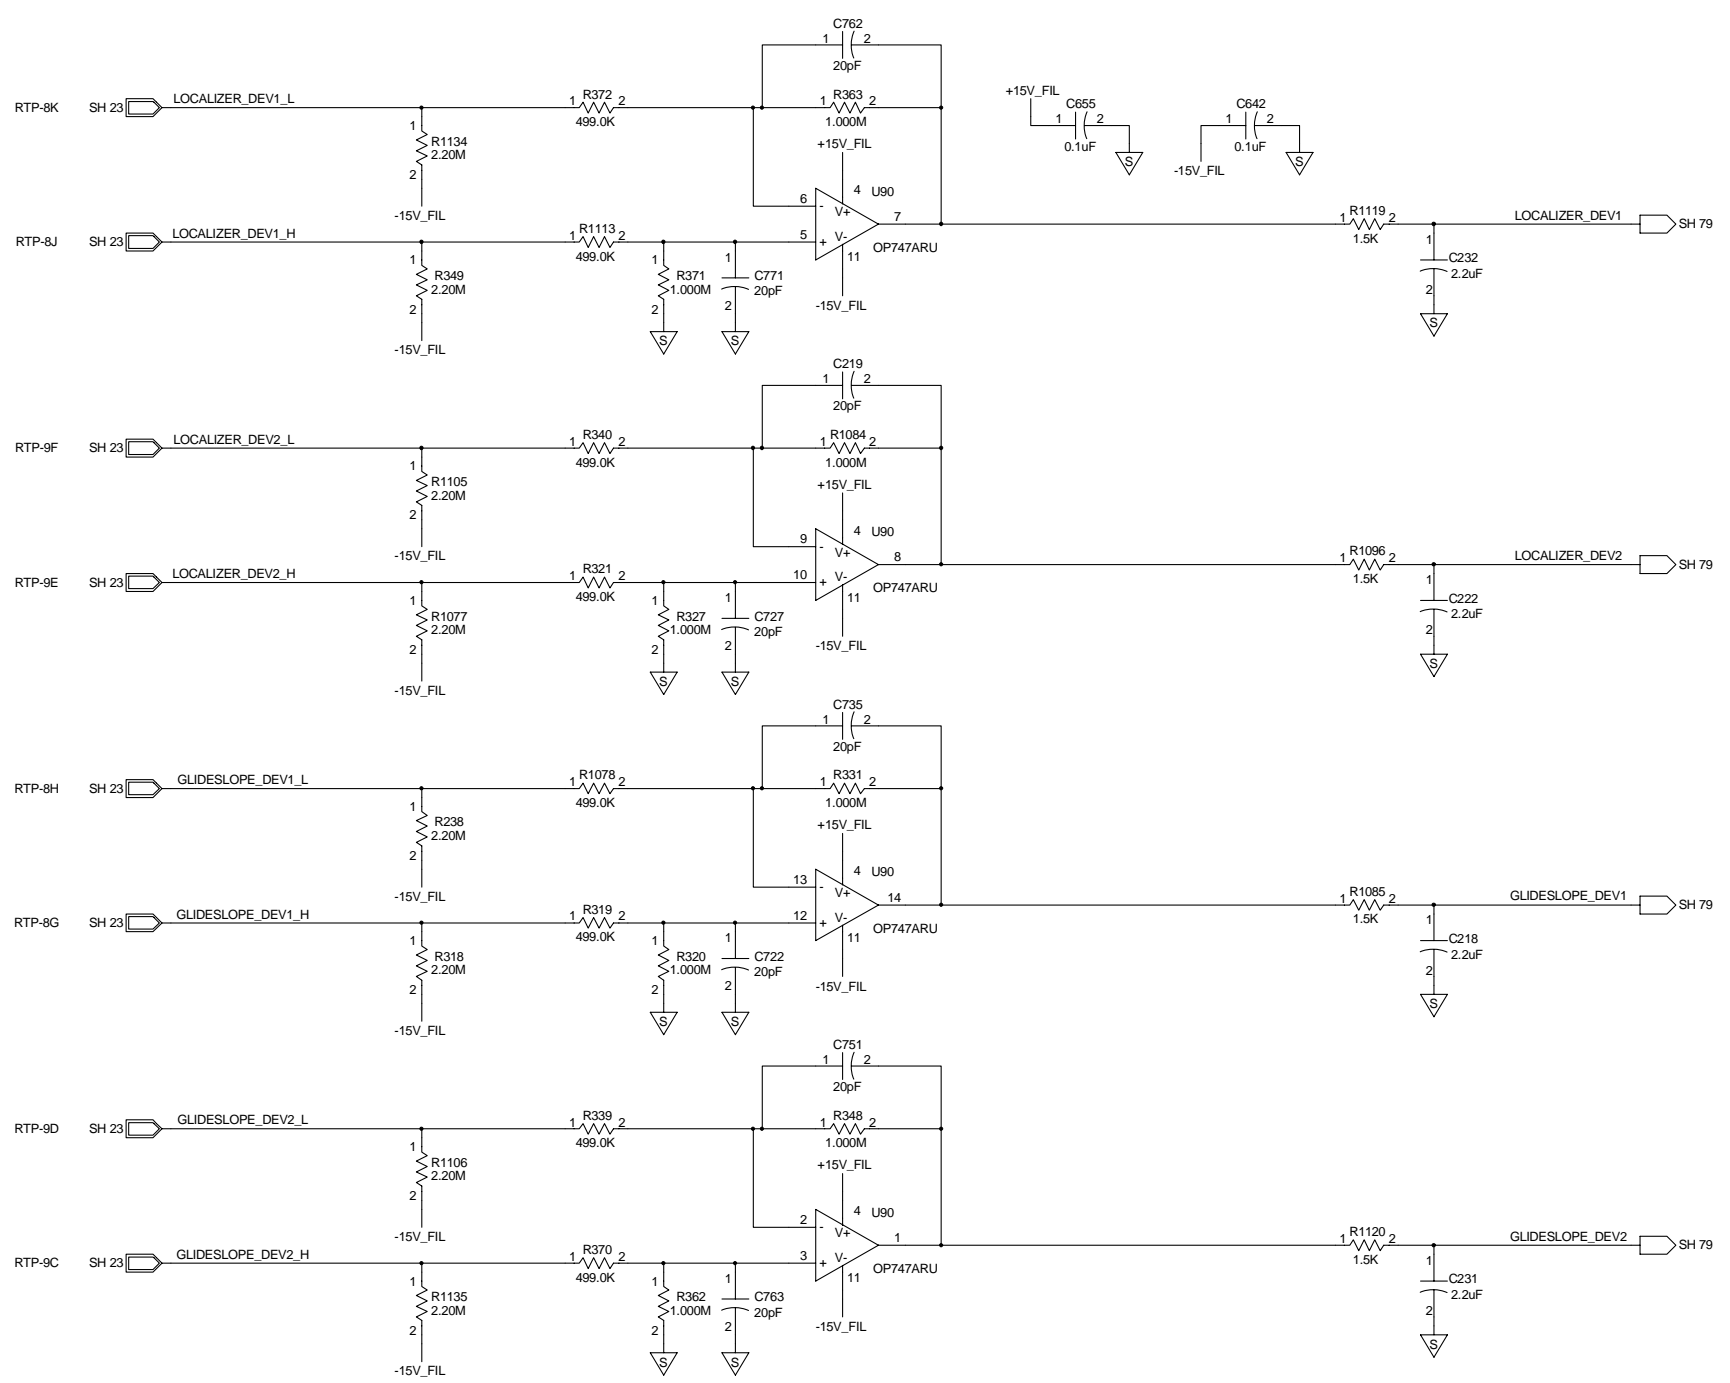 C762
1 2
20pF
RTP-8K SH 23 LOCALIZER_DEV1_L
1 R372 2
499.0K
1 R363 2
1.000M
+15V_FIL
1
R1134
2.20M
2
-15V_FIL
+15V_FIL
C655
1 2
0.1uF
S
C642
1 2
0.1uF
-15V_FIL
S
6 - 4 U90
V+
7
V-
5 +
11
OP747ARU
-15V_FIL
RTP-8J SH 23 LOCALIZER_DEV1_H
1 R1113 2
499.0K
1
R349
2.20M
2
-15V_FIL
1
R371
1.000M
2
S
1
C771
20pF
2
S
1 R1119 2
1.5K
LOCALIZER_DEV1 SH 79
1
C232
2.2uF
2
S
C219
1 2
20pF
RTP-9F SH 23 LOCALIZER_DEV2_L
1 R340 2
499.0K
1 R1084 2
1.000M
+15V_FIL
1
R1105
2.20M
2
-15V_FIL
9 - 4 U90
V+
8
V-
10 +
11
OP747ARU
-15V_FIL
RTP-9E SH 23 LOCALIZER_DEV2_H
1 R321 2
499.0K
1
R1077
2.20M
2
-15V_FIL
1
R327
1.000M
2
S
1
C727
20pF
2
S
1 R1096 2
1.5K
LOCALIZER_DEV2 SH 79
1
C222
2.2uF
2
S
C735
1 2
20pF
RTP-8H SH 23 GLIDESLOPE_DEV1_L
1 R1078 2
499.0K
1 R331 2
1.000M
+15V_FIL
1
R238
2.20M
2
-15V_FIL
13 - 4 U90
V+
14
V-
12 +
11
OP747ARU
-15V_FIL
RTP-8G SH 23 GLIDESLOPE_DEV1_H
1 R319 2
499.0K
1
R318
2.20M
2
-15V_FIL
1
R320
1.000M
2
S
1
C722
20pF
2
S
1 R1085 2
1.5K
GLIDESLOPE_DEV1 SH 79
1
C218
2.2uF
2
S
C751
1 2
20pF
RTP-9D SH 23 GLIDESLOPE_DEV2_L
1 R339 2
499.0K
1 R348 2
1.000M
+15V_FIL
1
R1106
2.20M
2
-15V_FIL
2 - 4 U90
V+
1
V-
3 +
11
OP747ARU
-15V_FIL
RTP-9C SH 23 GLIDESLOPE_DEV2_H
1 R370 2
499.0K
1
R1135
2.20M
2
-15V_FIL
1
R362
1.000M
2
S
1
C763
20pF
2
S
1 R1120 2
1.5K
GLIDESLOPE_DEV2 SH 79
1
C231
2.2uF
2
S